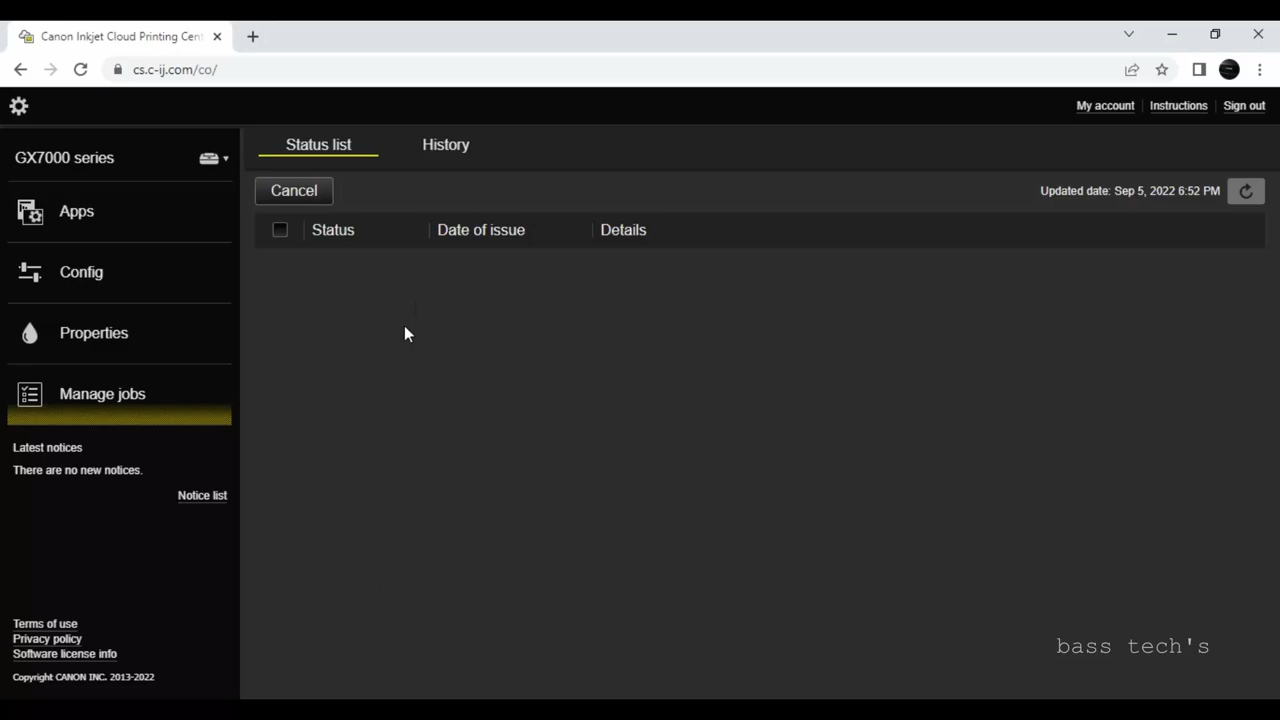 Canon Inkjet Cloud Printing Cent
cs.c-ij.com/co/
My account
Instructions
Sign out
GX7000 series
Status list
History
Cancel
Updated date: Sep 5, 2022 6:52 PM
Apps
Status
Date of issue
Details
Config
Properties
Manage jobs
Latest notices
There are no new notices.
Notice list
Terms of use
Privacy policy
Software license info
Copyright CANON INC. 2013-2022
bass tech's